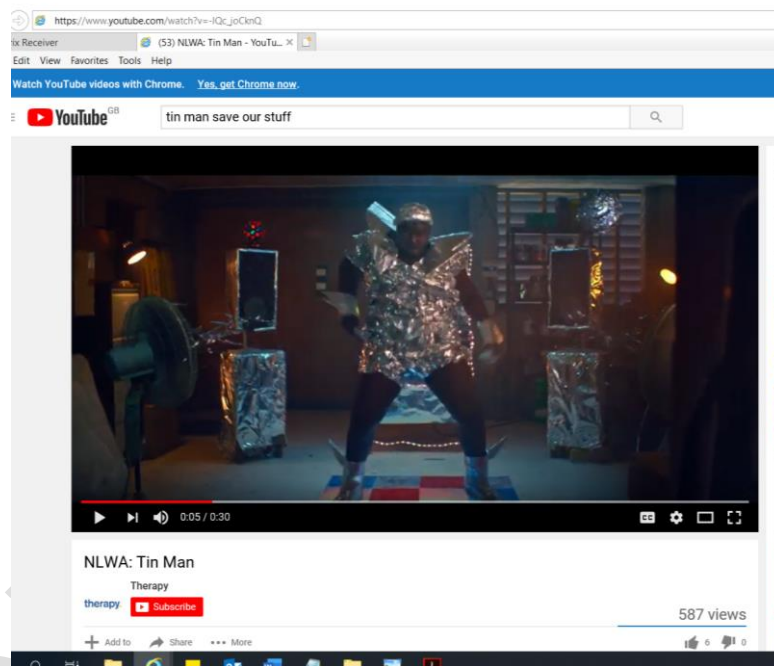 https://www.youtube.com/watch?v=-IQc_joCknQ
ix Receiver
(53) NLWA: Tin Man - YouTu...
Edit View Favorites Tools Help
Watch YouTube videos with Chrome. Yes, get Chrome now.
YouTube GB
tin man save our stuff
0:05 / 0:30
CC
NLWA: Tin Man
Therapy
therapy.
Subscribe
587 views
Add to Share More
6 0